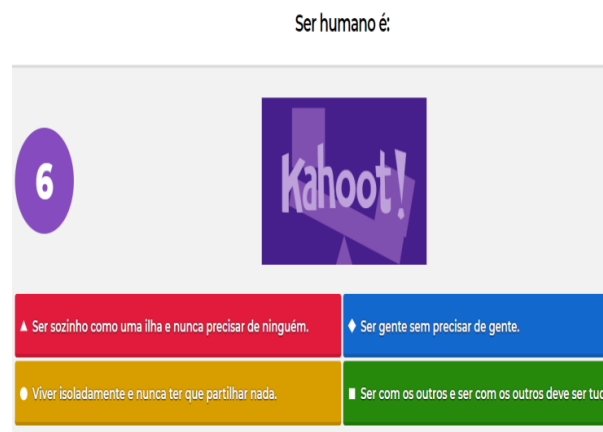 Ser humano é:
6
Kahoot!
Ser sozinho como uma ilha e nunca precisar de ninguém.
Ser gente sem precisar de gente.
Viver isoladamente e nunca ter que partilhar nada.
Ser com os outros e ser com os outros deve ser